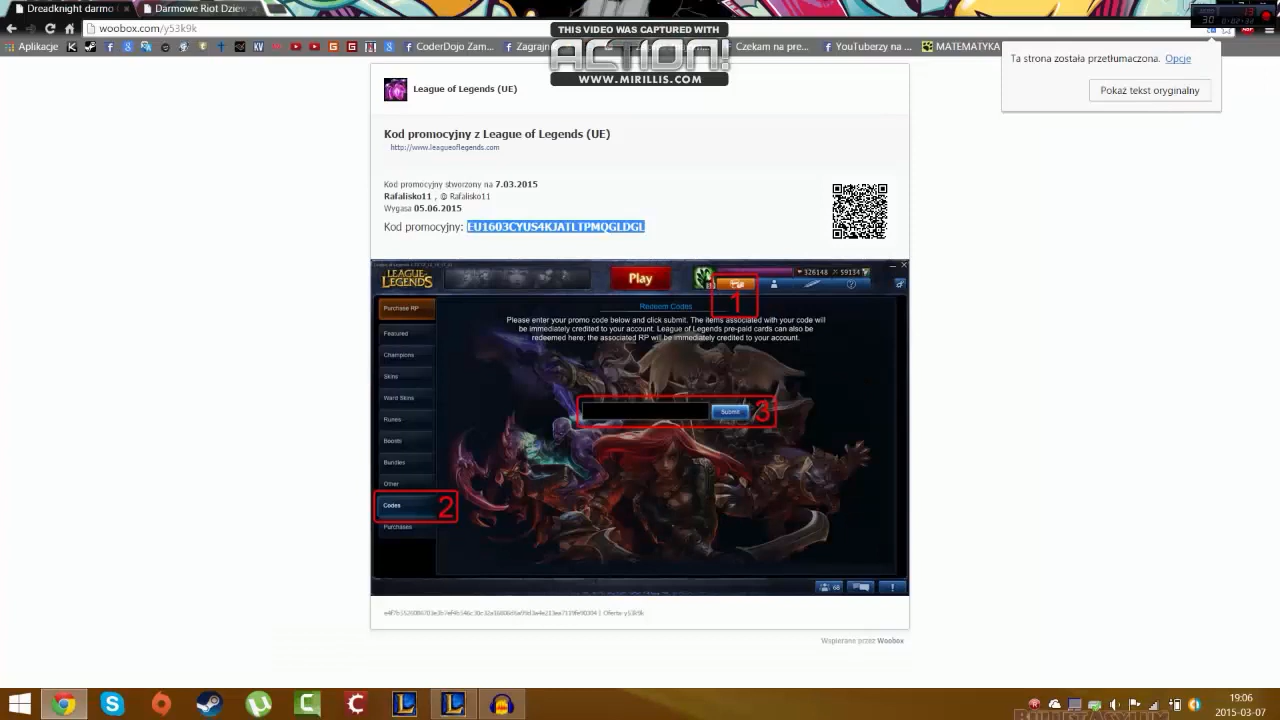 Deadnight darmo
Darmowe Riot Dziew
THIS VIDEO WAS CAPTURED WITH
ACTION!
WWW.MIRILLIS.COM
woobox.com/y53k9k
Aplikacje
CoderDojo Zam...
Zagraj
Czekam na pre...
YouTuberzy na ...
MATEMATYKA
Ta strona została przetłumaczona. Opcje
Pokaż tekst oryginalny
League of Legends (UE)
Kod promocyjny z League of Legends (UE)
http://www.leagueoflegends.com
Kod promocyjny stworzony na 7.03.2015
Rafalisko11 , @ Rafalisko11
Wygasa 05.06.2015
Kod promocyjny: EU1603CYUS4KJATLTPMQGLDGL
LEAGUE OF LEGENDS
Play
326148
59134
1
Redeem Codes
Please enter your promo code below and click submit. The items associated with your code will
be immediately credited to your account. League of Legends pre-paid cards can also be
redeemed here; the associated RP will be immediately credited to your account.
Purchase RP
Featured
Champions
Skins
Ward Skins
Runes
Boosts
Bundles
Other
Codes
2
Purchases
Submit
3
68
Oferta y53k9k
Wspierane przez Woobox
19:06
2015-03-07